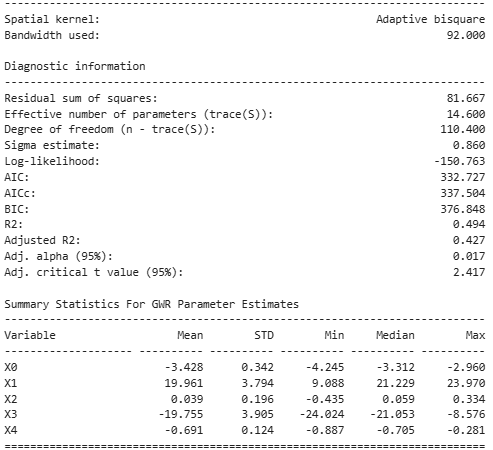 ---------------------------------------------------------------------------
Spatial kernel: Adaptive bisquare
Bandwidth used: 92.000
Diagnostic information
---------------------------------------------------------------------------
Residual sum of squares: 81.667
Effective number of parameters (trace(S)): 14.600
Degree of freedom (n - trace(S)): 110.400
Sigma estimate: 0.860
Log-likelihood: -150.763
AIC: 332.727
AICc: 337.504
BIC: 376.848
R2: 0.494
Adjusted R2: 0.427
Adj. alpha (95%): 0.017
Adj. critical t value (95%): 2.417
Summary Statistics For GWR Parameter Estimates
---------------------------------------------------------------------------
Variable Mean STD Min Median Max
-------------------- ---------- ---------- ---------- ---------- ----------
X0 -3.428 0.342 -4.245 -3.312 -2.960
X1 19.961 3.794 9.088 21.229 23.970
X2 0.039 0.196 -0.435 0.059 0.334
X3 -19.755 3.905 -24.024 -21.053 -8.576
X4 -0.691 0.124 -0.887 -0.705 -0.281
===========================================================================